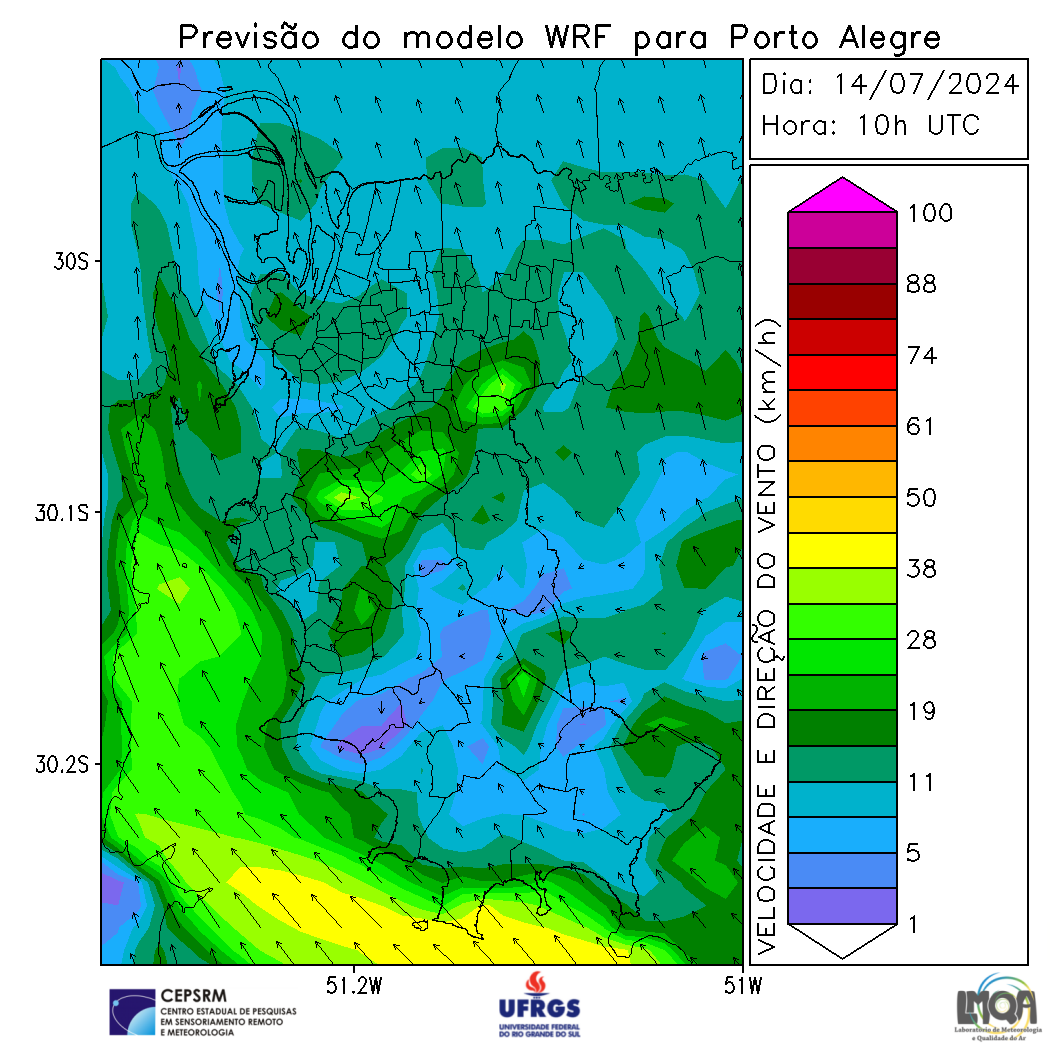 Previsão do modelo WRF para Porto Alegre
Dia: 14/07/2024
Hora: 10h UTC
30S
30.1S
30.2S
51.2W
51W
VELOCIDADE E DIREÇÃO DO VENTO (km/h)
100
88
74
61
50
38
28
19
11
5
1
CEPSRM
CENTRO ESTADUAL DE PESQUISAS
EM SENSORIAMENTO REMOTO
E METEOROLOGIA
UFRGS
UNIVERSIDADE FEDERAL
DO RIO GRANDE DO SUL
LMQA
Laboratório de Meteorologia
e Qualidade do Ar